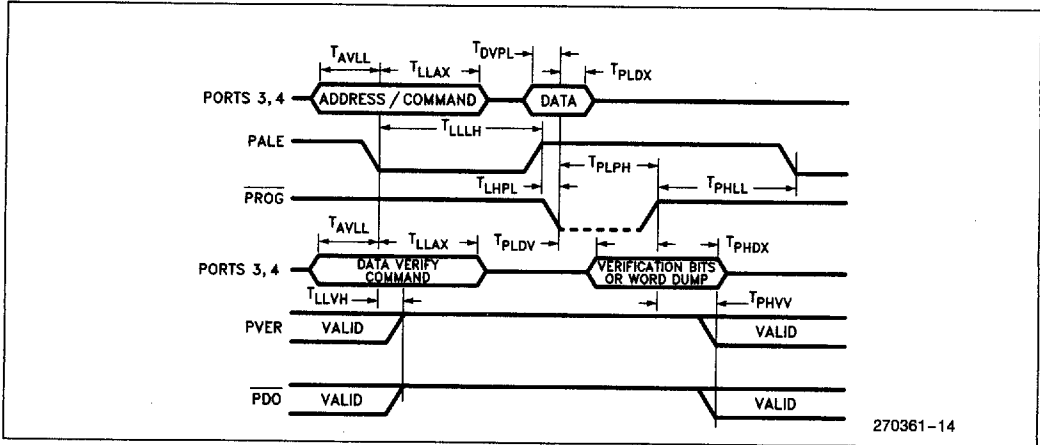 TDVPL
TAVLL TLLAX TPLDX
PORTS 3, 4 ADDRESS / COMMAND DATA
TLLLH
PALE
TPLPH
TLHPL TPHLL
PROG
TAVLL TLLAX TPLDV TPHDX
PORTS 3, 4 DATA VERIFY COMMAND VERIFICATION BITS OR WORD DUMP
TLLVH TPHVV
PVER VALID VALID
PDO VALID VALID
270361-14